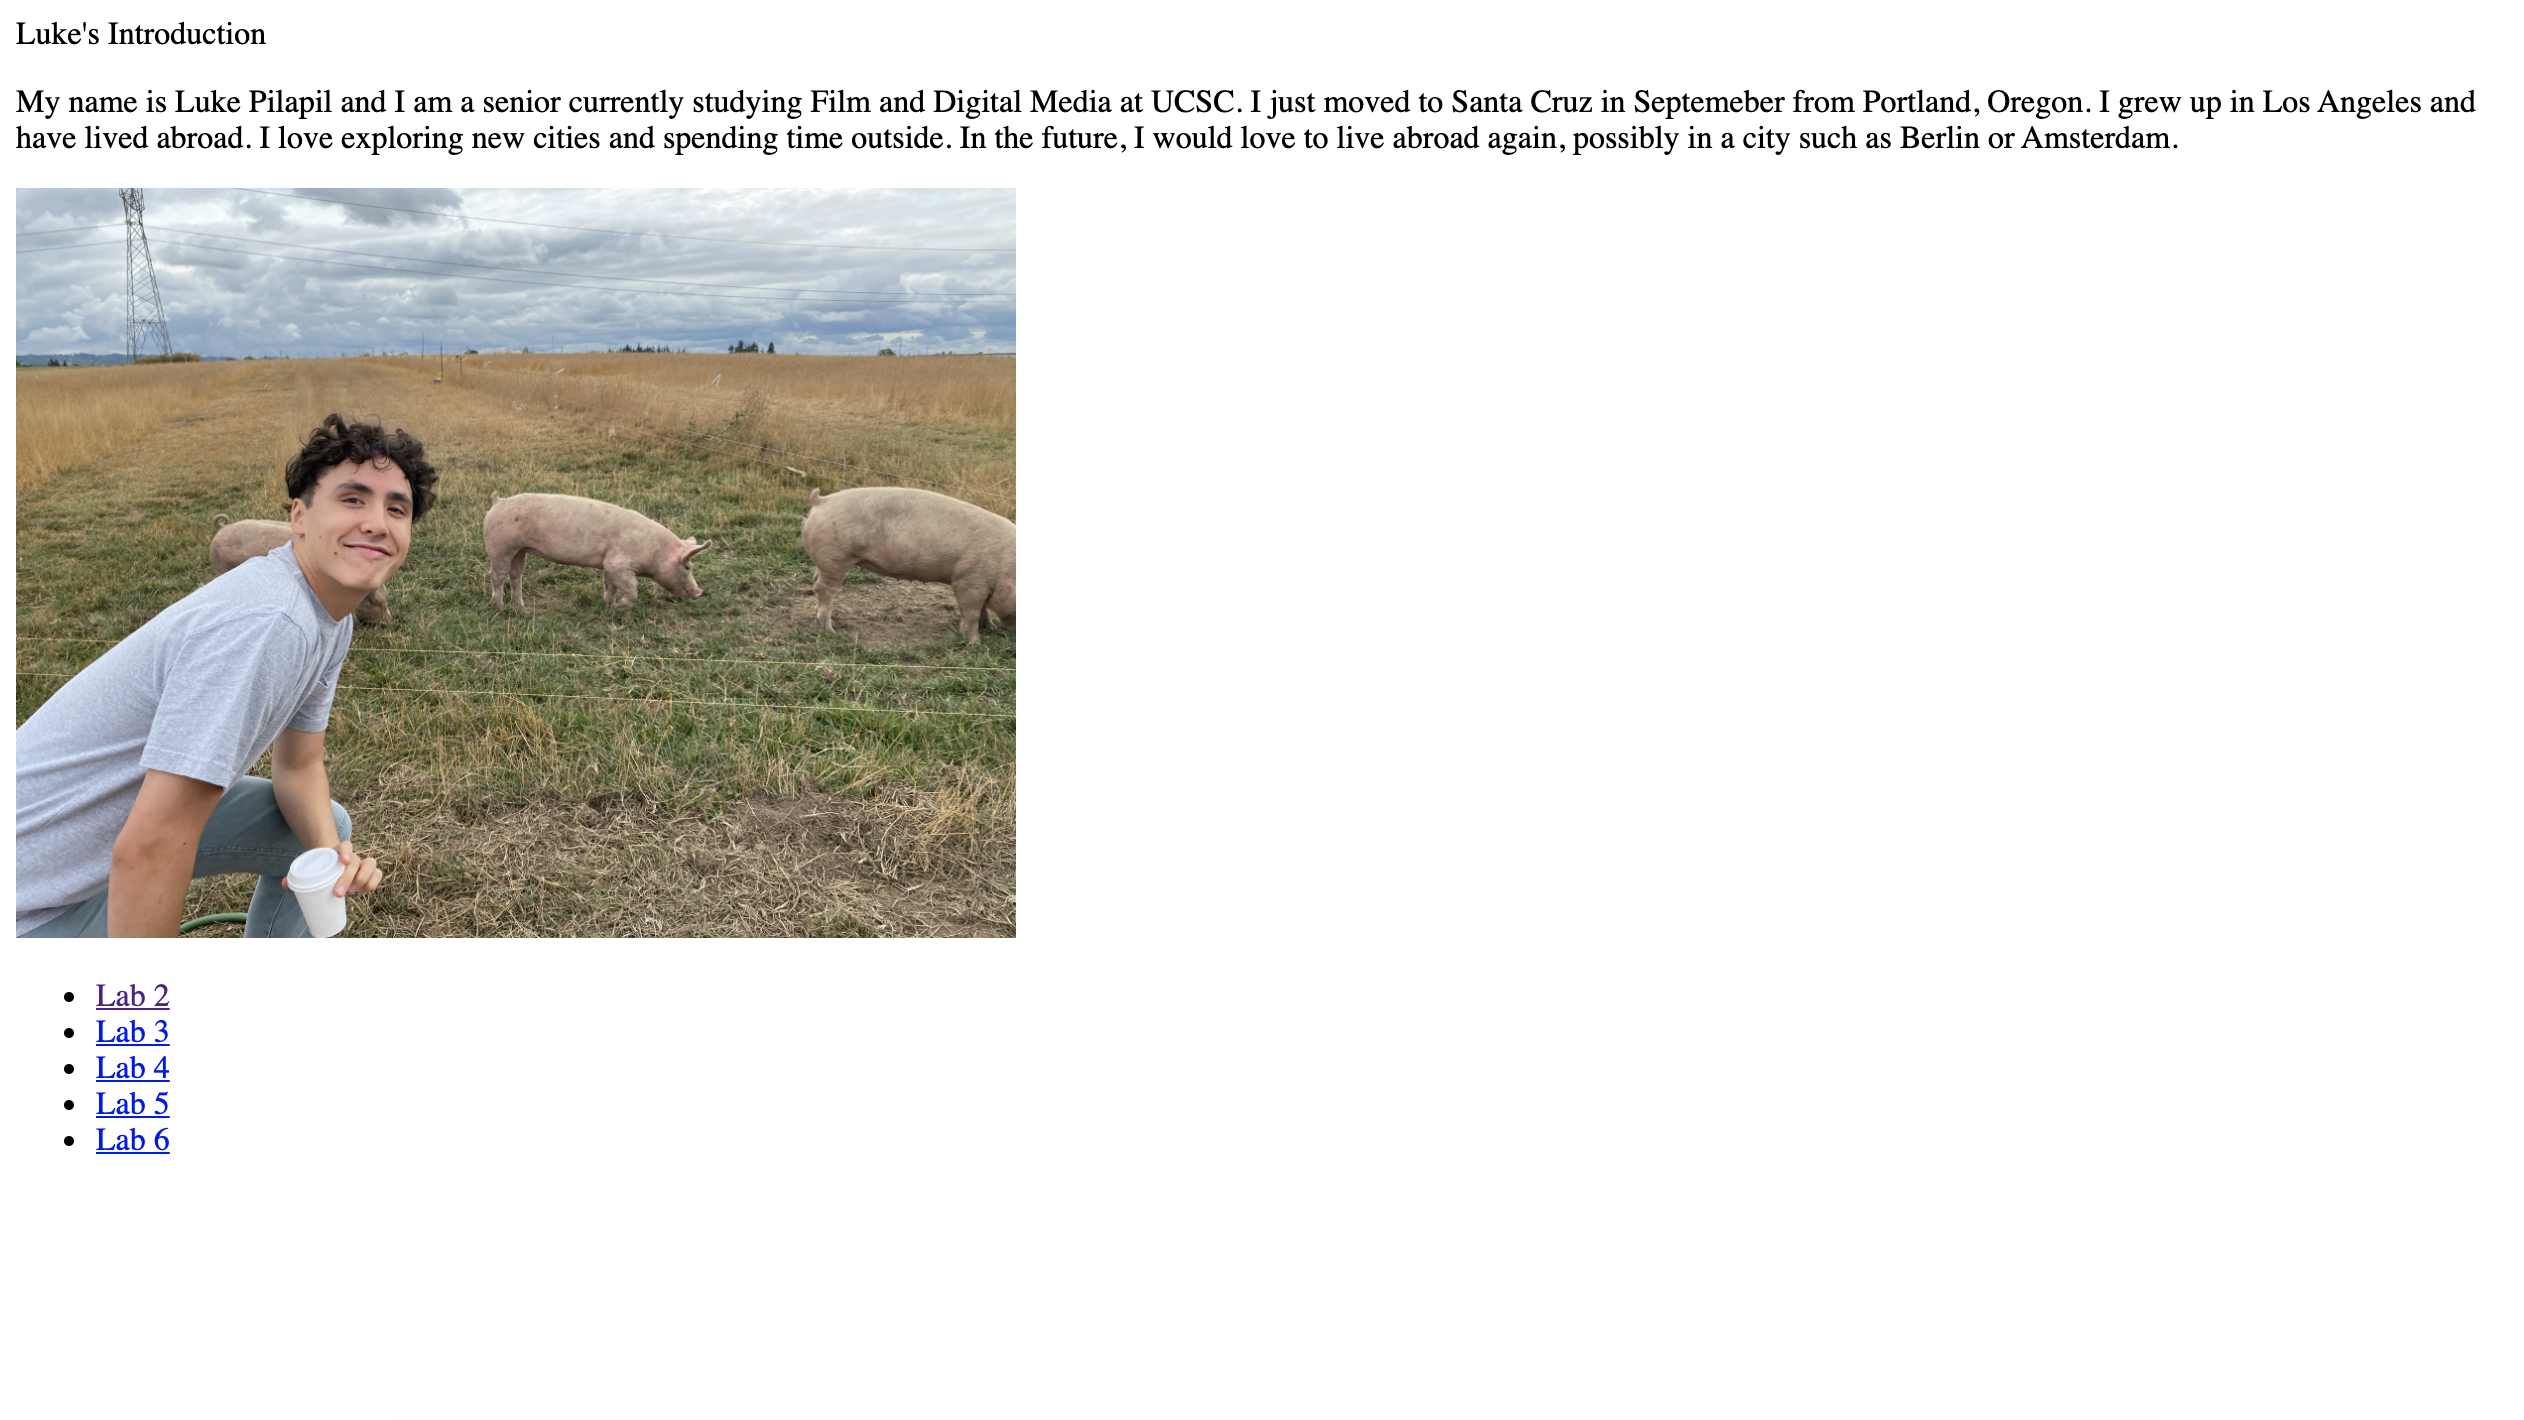 Luke's Introduction
My name is Luke Pilapil and I am a senior currently studying Film and Digital Media at UCSC. I just moved to Santa Cruz in Septemeber from Portland, Oregon. I grew up in Los Angeles and
have lived abroad. I love exploring new cities and spending time outside. In the future, I would love to live abroad again, possibly in a city such as Berlin or Amsterdam.
Lab 2
Lab 3
Lab 4
Lab 5
Lab 6